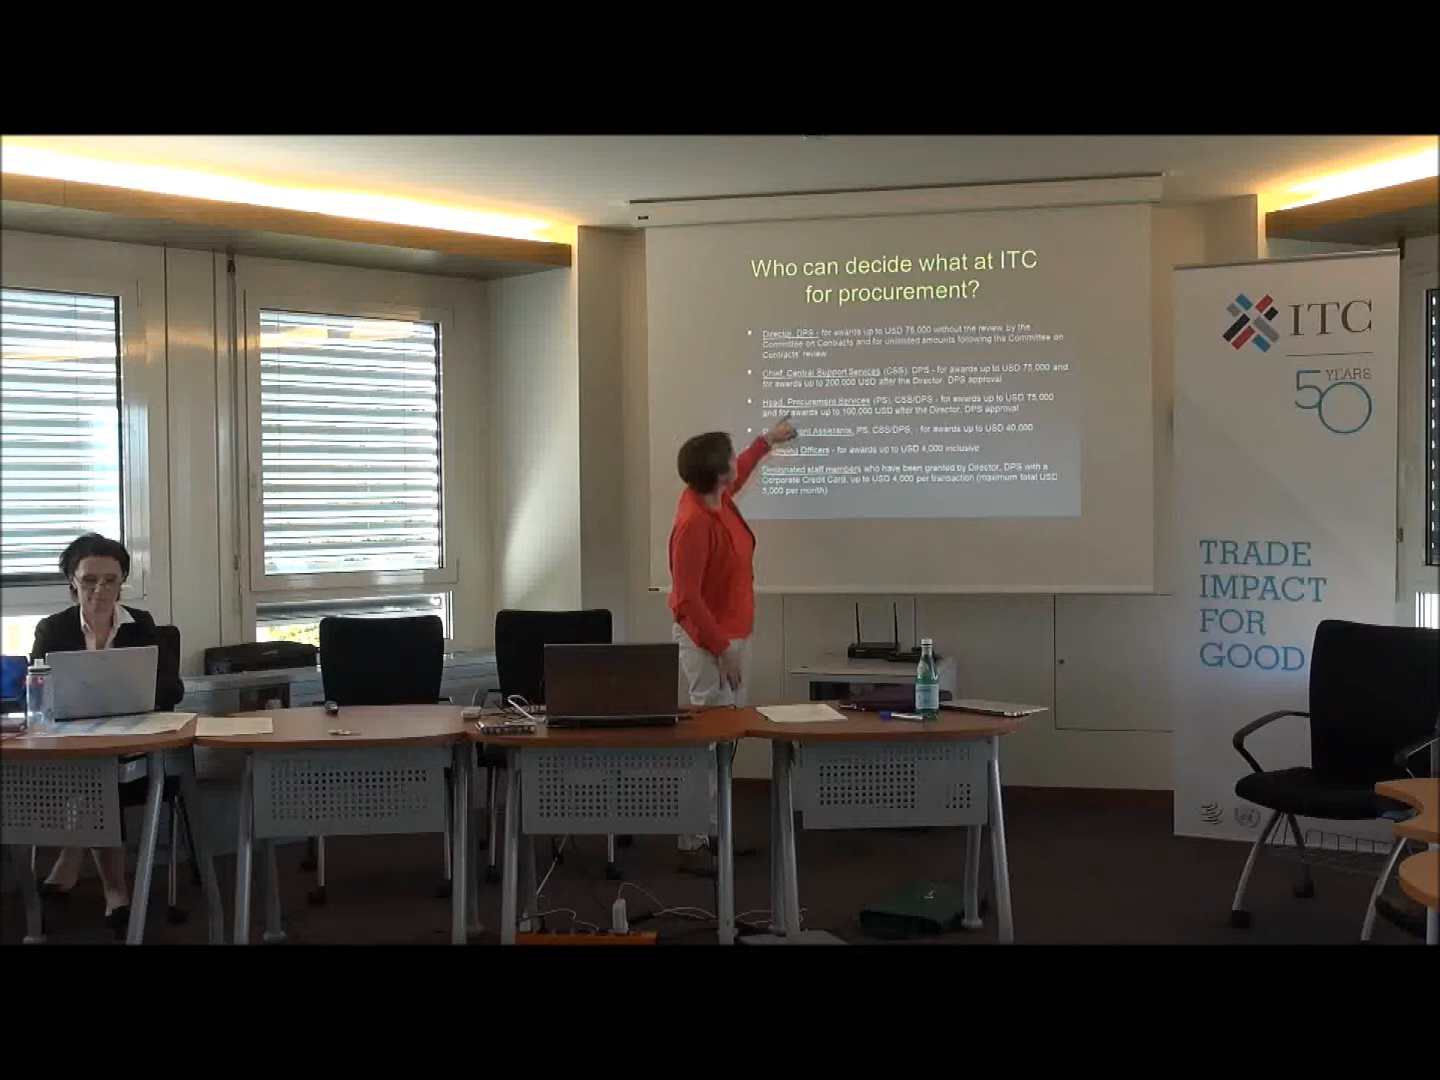 Who can decide what at ITC
for procurement?
Director, DPS - for awards up to USD 75,000 without the review by the
Committee on Contracts and for unlimited amounts following the Committee on
Contracts' review
Chief, Central Support Services (CSS), DPS - for awards up to USD 75,000 and
for awards up to 200,000 USD after the Director, DPS approval
Head, Procurement Services (PS), CSS/DPS - for awards up to USD 75,000
and for awards up to 100,000 USD after the Director, DPS approval
Assistants, PS, CSS/DPS, - for awards up to USD 40,000
Officers - for awards up to USD 4,000 inclusive
Designated staff members who have been granted by Director, DPS with a
Corporate Credit Card, up to USD 4,000 per transaction (maximum total USD
5,000 per month)
ITC
50 YEARS
TRADE
IMPACT
FOR
GOOD